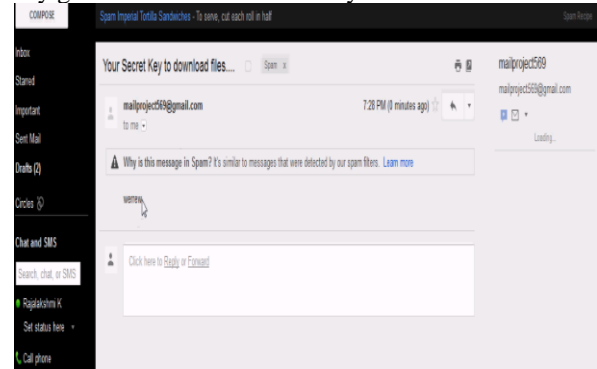 COMPOSE
Spam Imperial Tortilla Sandwiches - To serve, cut each roll in half
Spam Recipe
Inbox
Starred
Important
Sent Mail
Drafts (2)
Circles
Chat and SMS
Search, chat, or SMS
Rajalakshmi K
Set status here
Call phone
Your Secret Key to download files.... Spam x
mailproject569@gmail.com 7:28 PM (0 minutes ago)
to me
Why is this message in Spam? It's similar to messages that were detected by our spam filters. Learn more
werrew
Click here to Reply or Forward
mailproject569
mailproject569@gmail.com
Loading...